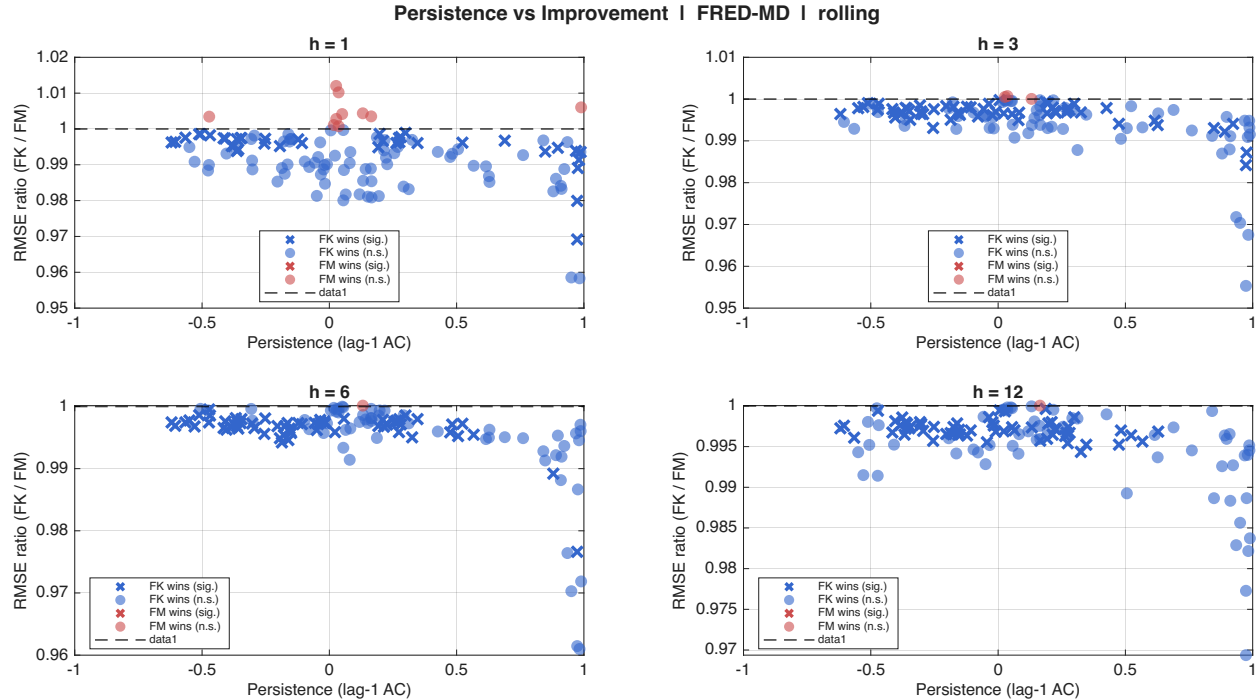 Persistence vs Improvement | FRED-MD | rolling
h = 1
1.02
1.01
1
0.99
0.98
0.97
0.96
0.95
RMSE ratio (FK / FM)
FK wins (sig.)
FK wins (n.s.)
FM wins (sig.)
FM wins (n.s.)
data1
-1
-0.5
0
0.5
1
Persistence (lag-1 AC)
h = 3
1.01
1
0.99
0.98
0.97
0.96
0.95
RMSE ratio (FK / FM)
FK wins (sig.)
FK wins (n.s.)
FM wins (sig.)
FM wins (n.s.)
data1
-1
-0.5
0
0.5
1
Persistence (lag-1 AC)
h = 6
1
0.99
0.98
0.97
0.96
RMSE ratio (FK / FM)
FK wins (sig.)
FK wins (n.s.)
FM wins (sig.)
FM wins (n.s.)
data1
-1
-0.5
0
0.5
1
Persistence (lag-1 AC)
h = 12
1
0.995
0.99
0.985
0.98
0.975
0.97
RMSE ratio (FK / FM)
FK wins (sig.)
FK wins (n.s.)
FM wins (sig.)
FM wins (n.s.)
data1
-1
-0.5
0
0.5
1
Persistence (lag-1 AC)